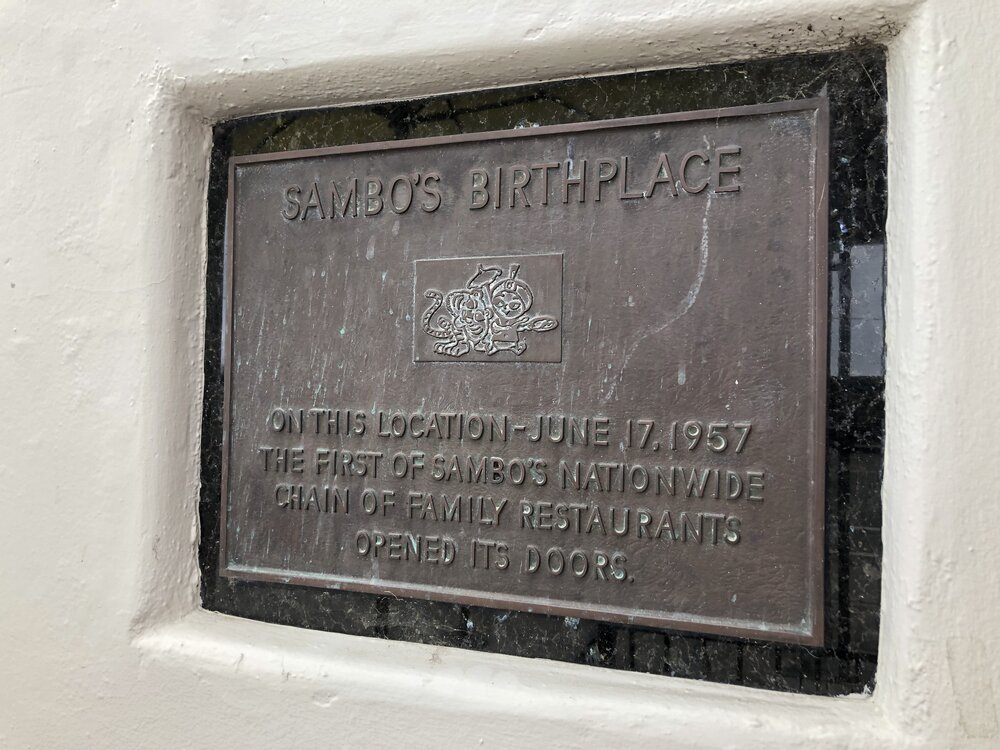 SAMBO'S BIRTHPLACE
ON THIS LOCATION-JUNE 17, 1957
THE FIRST OF SAMBO'S NATIONWIDE
CHAIN OF FAMILY RESTAURANTS
OPENED ITS DOORS.